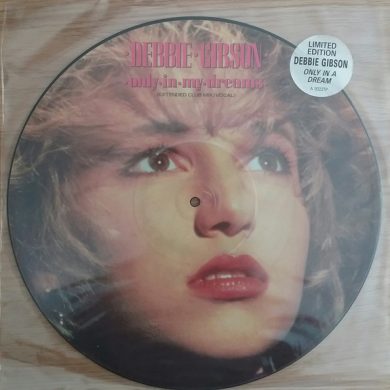 DEBBIE·GIBSON
·only·in·my·dreams·
(EXTENDED CLUB MIX/VOCAL)
LIMITED
EDITION
DEBBIE GIBSON
ONLY IN A
DREAM